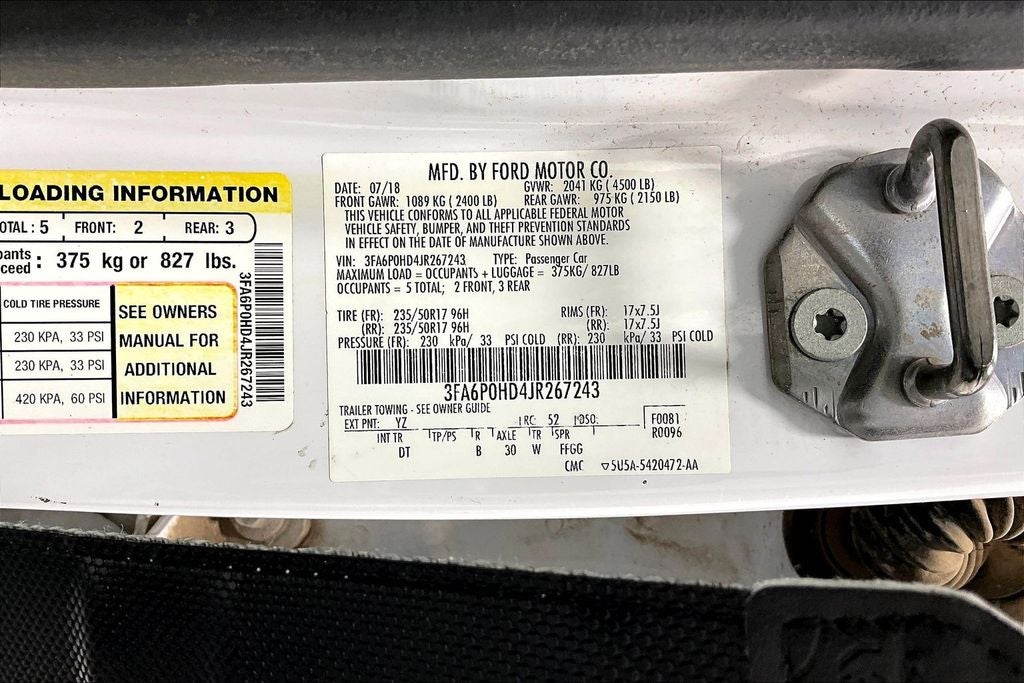 LOADING INFORMATION
OTAL : 5 FRONT: 2 REAR: 3
pants
ceed : 375 kg or 827 lbs.
COLD TIRE PRESSURE
230 KPA, 33 PSI
230 KPA, 33 PSI
420 KPA, 60 PSI
SEE OWNERS
MANUAL FOR
ADDITIONAL
INFORMATION
3FA6P0HD4JR267243
MFD. BY FORD MOTOR CO.
DATE: 07/18 GVWR: 2041 KG ( 4500 LB)
FRONT GAWR: 1089 KG ( 2400 LB) REAR GAWR: 975 KG ( 2150 LB)
THIS VEHICLE CONFORMS TO ALL APPLICABLE FEDERAL MOTOR
VEHICLE SAFETY, BUMPER, AND THEFT PREVENTION STANDARDS
IN EFFECT ON THE DATE OF MANUFACTURE SHOWN ABOVE.
VIN: 3FA6P0HD4JR267243 TYPE: Passenger Car
MAXIMUM LOAD = OCCUPANTS + LUGGAGE = 375KG/ 827LB
OCCUPANTS = 5 TOTAL; 2 FRONT, 3 REAR
TIRE (FR): 235/50R17 96H RIMS (FR): 17x7.5J
(RR): 235/50R17 96H (RR): 17x7.5J
PRESSURE (FR): 230 kPa/ 33 PSI COLD (RR): 230 kPa/ 33 PSI COLD
3FA6P0HD4JR267243
TRAILER TOWING - SEE OWNER GUIDE
EXT PNT: YZ RC: 52 DSO: F0081
R0096
INT TR TP/PS R AXLE TR SPR
DT B 30 W FFGG
CMC ▽5U5A-5420472-AA